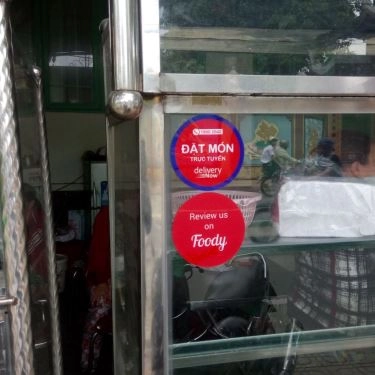 ĐẶT MÓN
TRỰC TUYẾN
delivery
now
Review us
on
Foody